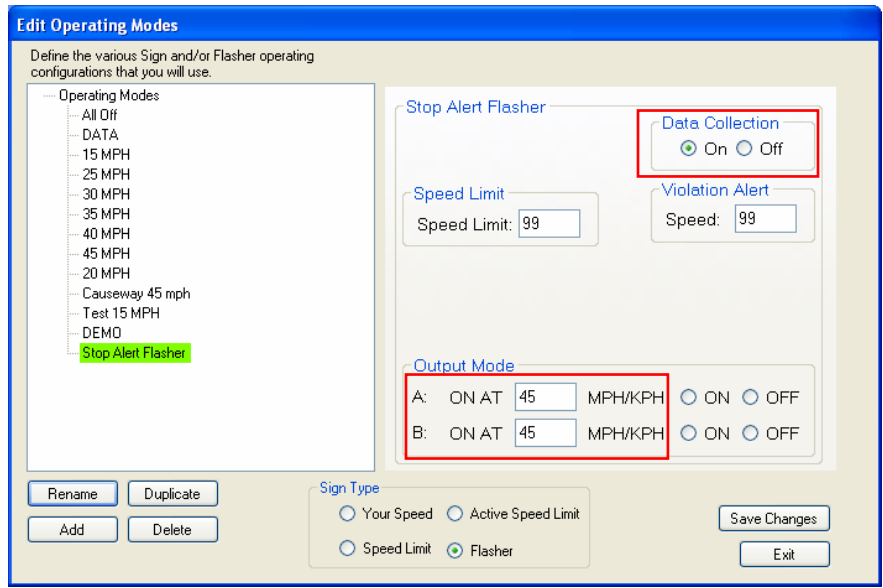 Edit Operating Modes
Define the various Sign and/or Flasher operating
configurations that you will use.
Operating Modes
All Off
DATA
15 MPH
25 MPH
30 MPH
35 MPH
40 MPH
45 MPH
20 MPH
Causeway 45 mph
Test 15 MPH
DEMO
Stop Alert Flasher
Rename Duplicate
Add Delete
Stop Alert Flasher
Data Collection
On Off
Speed Limit
Speed Limit: 99
Violation Alert
Speed: 99
Output Mode
A: ON AT 45 MPH/KPH ON OFF
B: ON AT 45 MPH/KPH ON OFF
Sign Type
Your Speed Active Speed Limit
Speed Limit Flasher
Save Changes
Exit